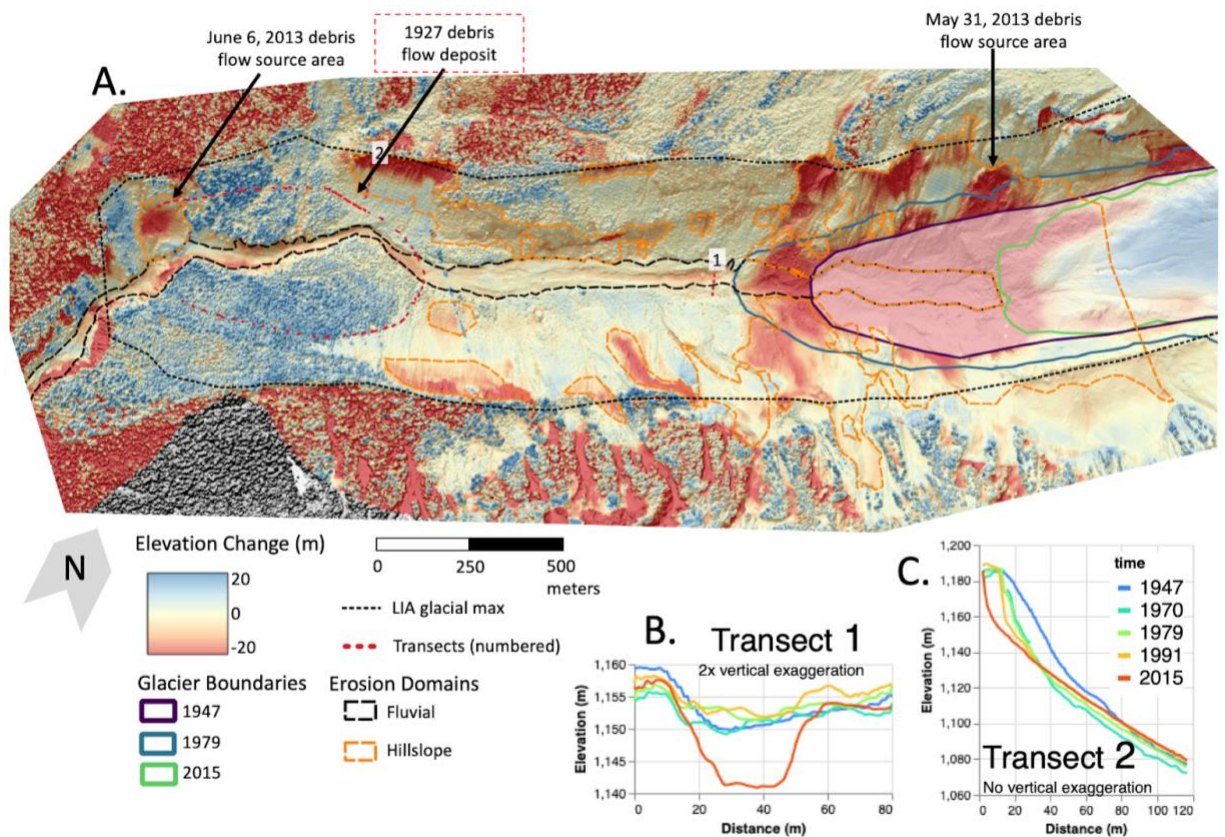 June 6, 2013 debris
flow source area
1927 debris
flow deposit
May 31, 2013 debris
flow source area
A.
2
1
N
Elevation Change (m)
20
0
-20
0
250
500
meters
LIA glacial max
Transects (numbered)
Glacier Boundaries
1947
1979
2015
Erosion Domains
Fluvial
Hillslope
B.
Transect 1
2x vertical exaggeration
Elevation (m)
1,160
1,155
1,150
1,145
1,140
0
20
40
60
80
Distance (m)
C.
time
1947
1970
1979
1991
2015
Elevation (m)
1,200
1,180
1,160
1,140
1,120
1,100
1,080
1,060
Transect 2
No vertical exaggeration
0
20
40
60
80
100
120
Distance (m)